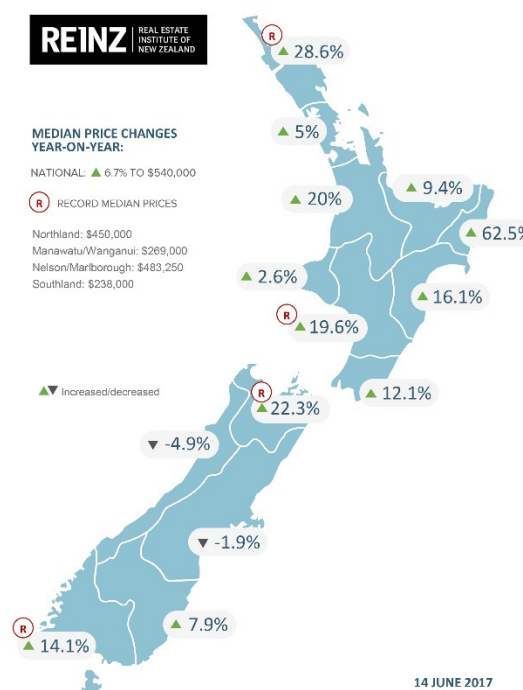 REINZ
REAL ESTATE
INSTITUTE OF
NEW ZEALAND
MEDIAN PRICE CHANGES
YEAR-ON-YEAR:
NATIONAL: ▲ 6.7% TO $540,000
R RECORD MEDIAN PRICES
Northland: $450,000
Manawatu/Wanganui: $269,000
Nelson/Marlborough: $483,250
Southland: $238,000
▲▼ Increased/decreased
R
▲ 28.6%
▲ 5%
▲ 20%
▲ 9.4%
▲ 62.5%
▲ 2.6%
▲ 16.1%
R
▲ 19.6%
▲ 12.1%
R
▲ 22.3%
▼ -4.9%
▼ -1.9%
▲ 7.9%
R
▲ 14.1%
14 JUNE 2017